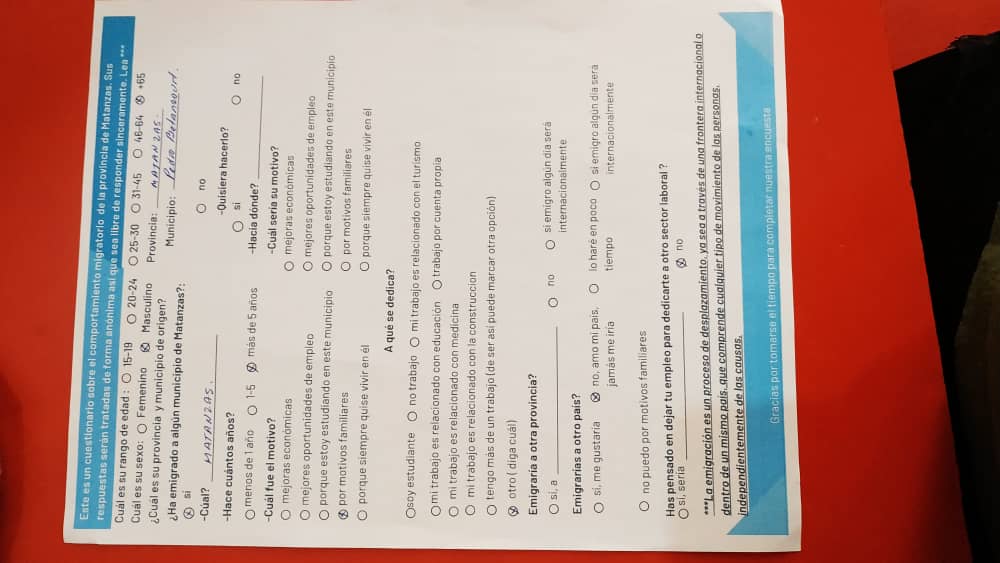 Este es un cuestionario sobre el comportamiento migratorio de la provincia de Matanzas. Sus
respuestas serán tratadas de forma anónima así que sea libre de responder sinceramente. Lea ***
Cuál es su rango de edad : ○ 15-19 ○ 20-24 ○ 25-30 ○ 31-45 ○ 46-64 ⊗ +65
Cuál es su sexo: ○ Femenino ⊗ Masculino
¿Cuál es su provincia y municipio de origen? Provincia: MATANZAS.
Municipio: Pedro Betancourt.
¿Ha emigrado a algún municipio de Matanzas?:
⊗ si ○ no
-Cúal? MATANZAS. -Quisiera hacerlo?
○ si ○ no
-Hace cuántos años? -Hacia dónde?
○ menos de 1 año ○ 1-5 ⊗ más de 5 años
-Cuál fue el motivo? -Cuál sería su motivo?
○ mejoras económicas ○ mejoras económicas
○ mejores oportunidades de empleo ○ mejores oportunidades de empleo
○ porque estoy estudiando en este municipio ○ porque estoy estudiando en este municipio
⊗ por motivos familiares ○ por motivos familiares
○ porque siempre quise vivir en él ○ porque siempre quise vivir en él
A qué se dedica?
○ soy estudiante ○ no trabajo ○ mi trabajo es relacionado con el turismo
○ mi trabajo es relacionado con educación ○ trabajo por cuenta propia
○ mi trabajo es relacionado con medicina
○ mi trabajo es relacionado con la construccion
○ tengo más de un trabajo (de ser así puede marcar otra opción)
⊗ otro ( diga cuál)
Emigraría a otra provincia?
○ si, a ○ no ○ si emigro algún día será
internacionalmente
Emigrarías a otro país?
○ si, me gustaría ⊗ no, amo mi país, ○ lo haré en poco ○ si emigro algun día será
jamás me iría tiempo internacionalmente
○ no puedo por motivos familiares
Has pensado en dejar tu empleo para dedicarte a otro sector laboral ?
○ si, sería ⊗ no
***La emigración es un proceso de desplazamiento, ya sea a través de una frontera internacional o
dentro de un mismo país, que comprende cualquier tipo de movimiento de las personas,
independientemente de las causas.
Gracias por tomarse el tiempo para completar nuestra encuesta